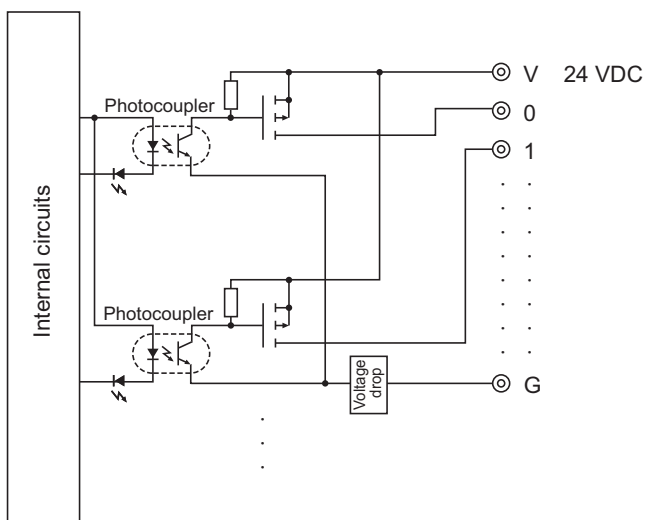 V 24 VDC
Photocoupler
0
1
Internal circuits
Photocoupler
Voltage
drop
G